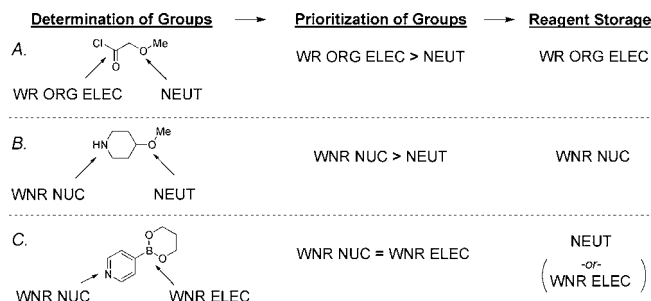 Determination of Groups Prioritization of Groups Reagent Storage
A.
Cl O O Me
WR ORG ELEC NEUT
WR ORG ELEC > NEUT
WR ORG ELEC
B.
HN O Me
WNR NUC NEUT
WNR NUC > NEUT
WNR NUC
C.
N B O O
WNR NUC WNR ELEC
WNR NUC = WNR ELEC
NEUT
-or-
(WNR ELEC)